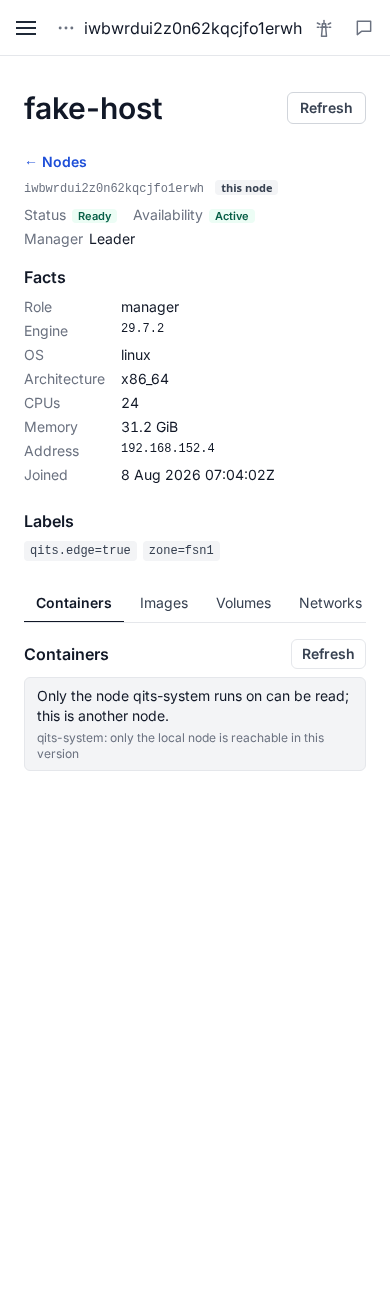 iwbwrdui2z0n62kqcjfo1erwh
fake-host
Refresh
← Nodes
iwbwrdui2z0n62kqcjfo1erwh this node
Status Ready Availability Active
Manager Leader
Facts
Role manager
Engine 29.7.2
OS linux
Architecture x86_64
CPUs 24
Memory 31.2 GiB
Address 192.168.152.4
Joined 8 Aug 2026 07:04:02Z
Labels
qits.edge=true zone=fsn1
Containers Images Volumes Networks
Containers
Refresh
Only the node qits-system runs on can be read;
this is another node.
qits-system: only the local node is reachable in this
version